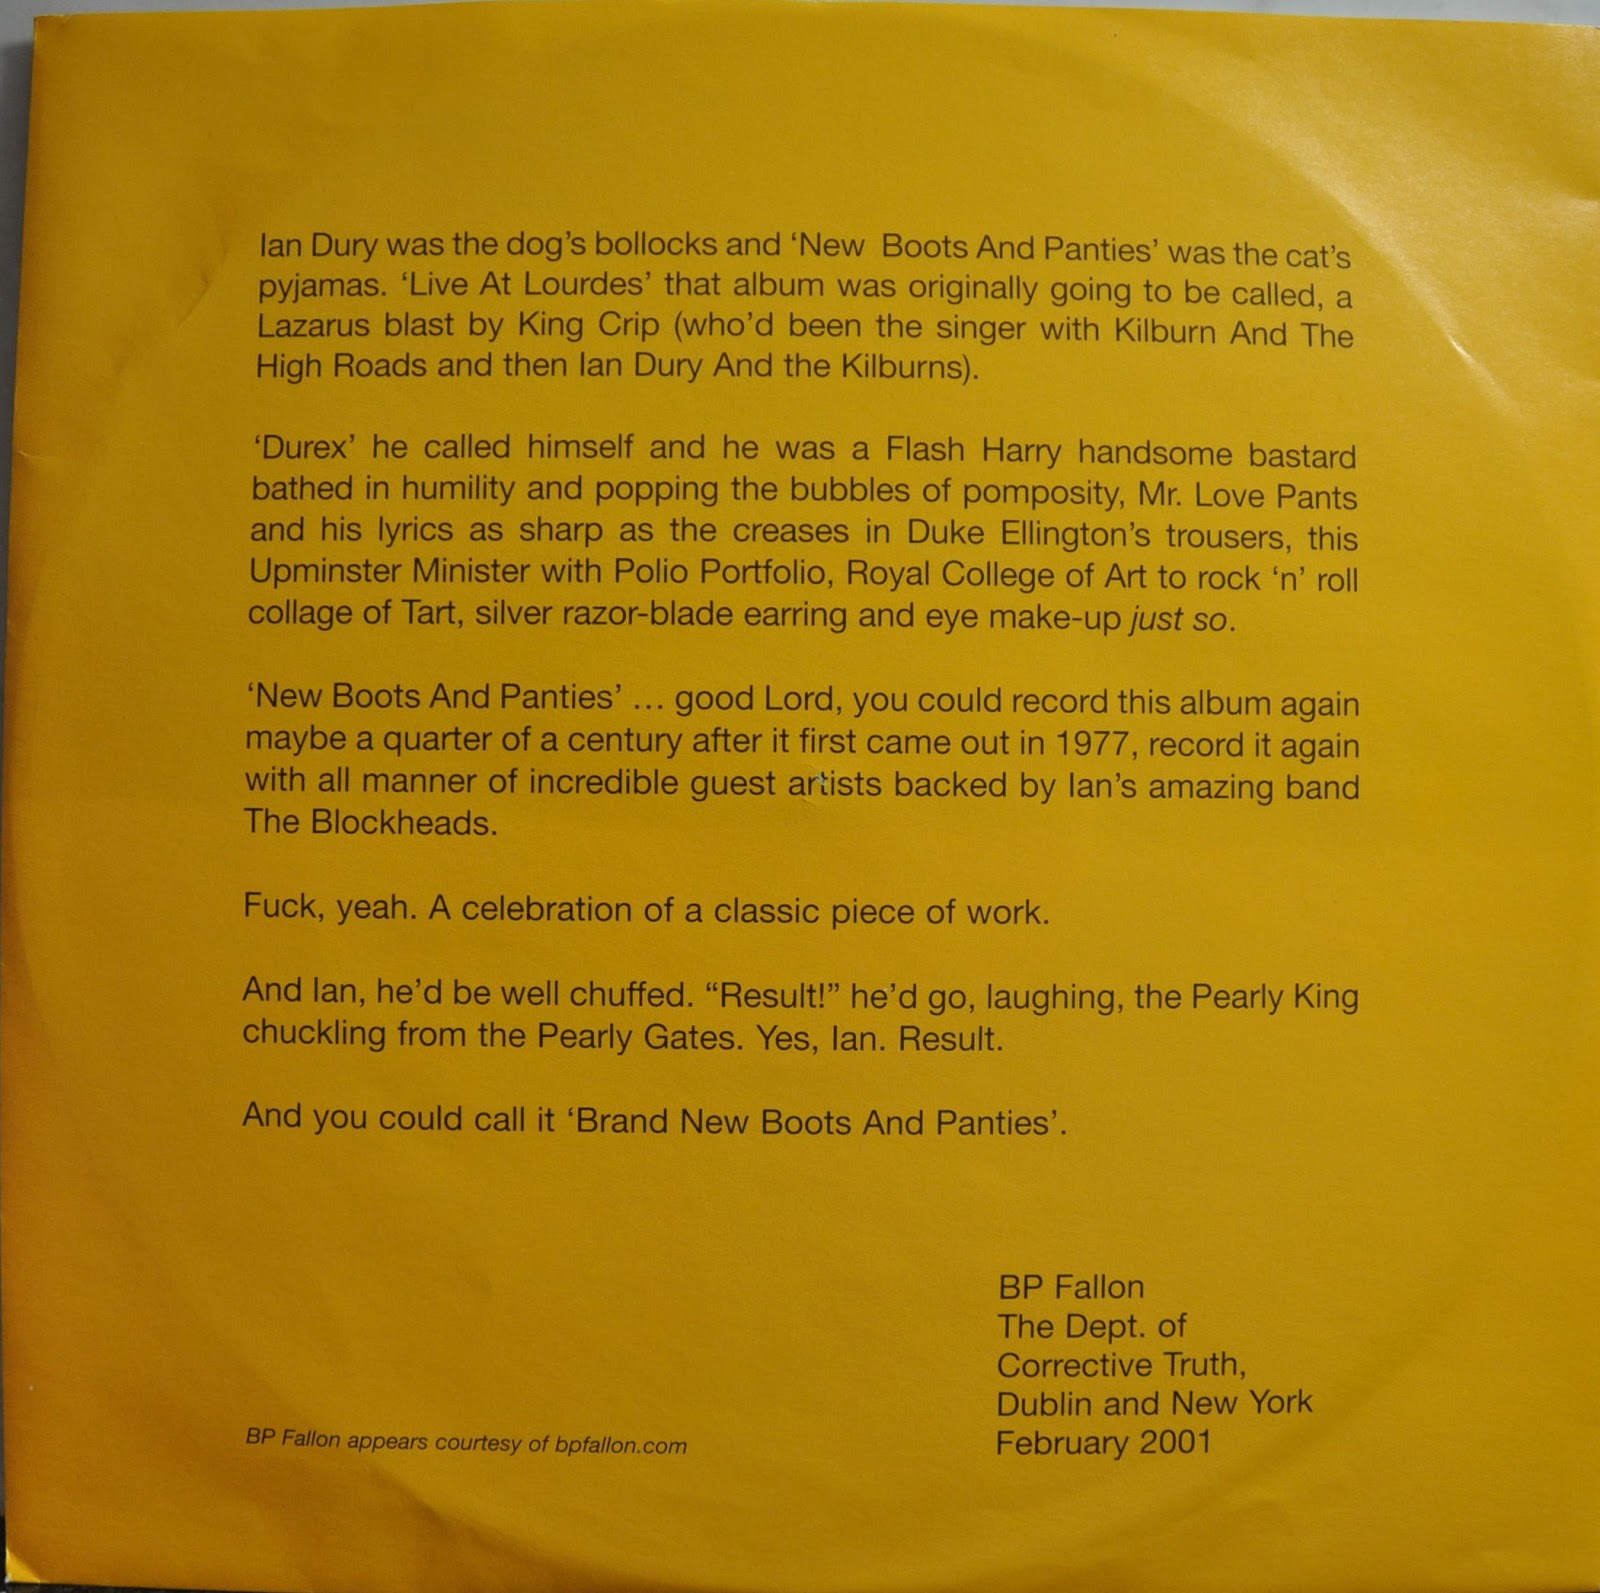 Ian Dury was the dog's bollocks and ‘New Boots And Panties’ was the cat's
pyjamas. ‘Live At Lourdes’ that album was originally going to be called, a
Lazarus blast by King Crip (who'd been the singer with Kilburn And The
High Roads and then Ian Dury And the Kilburns).
‘Durex’ he called himself and he was a Flash Harry handsome bastard
bathed in humility and popping the bubbles of pomposity, Mr. Love Pants
and his lyrics as sharp as the creases in Duke Ellington's trousers, this
Upminster Minister with Polio Portfolio, Royal College of Art to rock ‘n’ roll
collage of Tart, silver razor-blade earring and eye make-up just so.
‘New Boots And Panties’ ... good Lord, you could record this album again
maybe a quarter of a century after it first came out in 1977, record it again
with all manner of incredible guest artists backed by Ian's amazing band
The Blockheads.
Fuck, yeah. A celebration of a classic piece of work.
And Ian, he'd be well chuffed. “Result!” he'd go, laughing, the Pearly King
chuckling from the Pearly Gates. Yes, Ian. Result.
And you could call it ‘Brand New Boots And Panties’.
BP Fallon
The Dept. of
Corrective Truth,
Dublin and New York
February 2001
BP Fallon appears courtesy of bpfallon.com